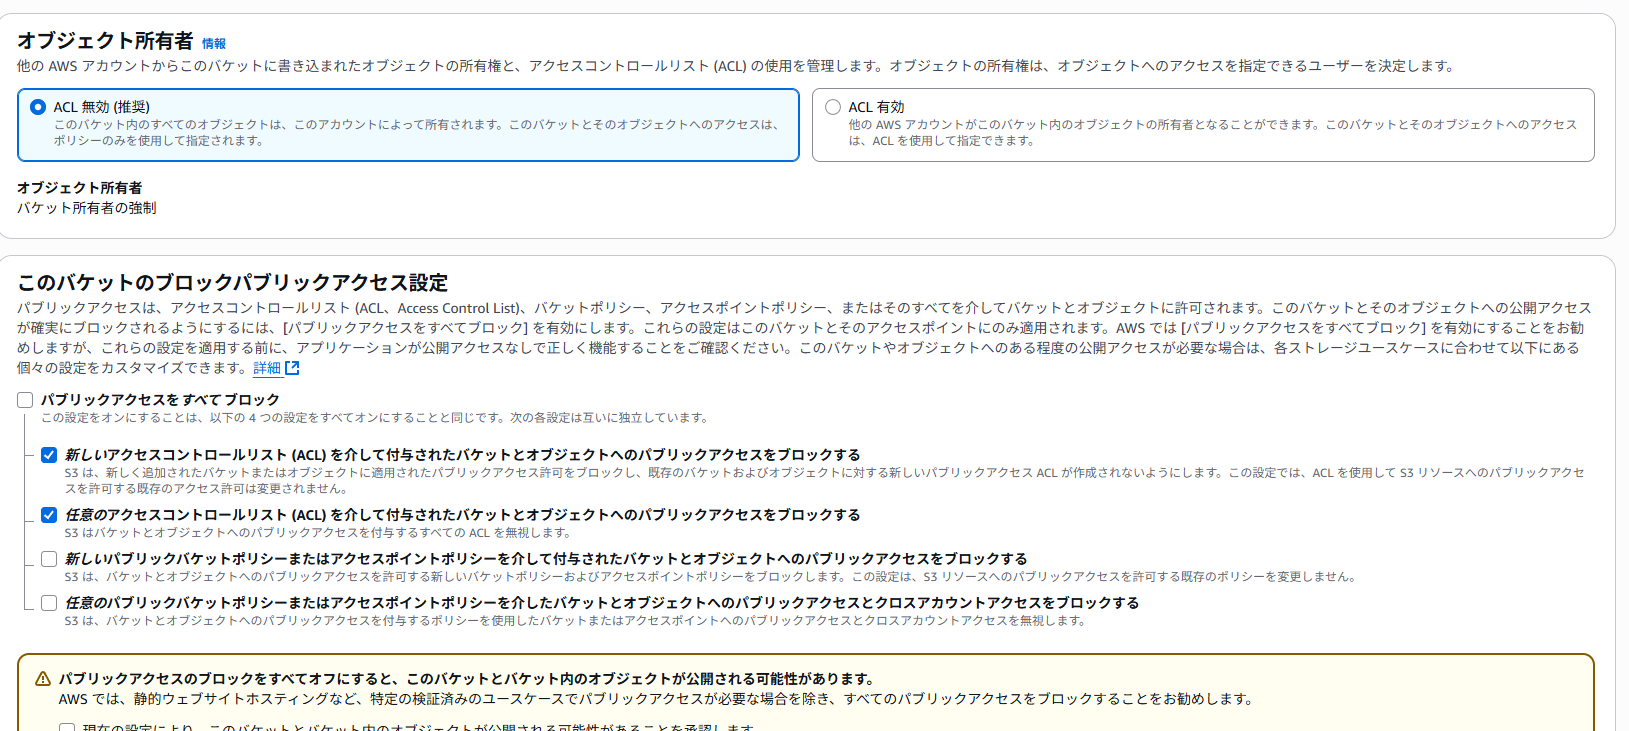 オブジェクト所有者 情報
他の AWS アカウントからこのバケットに書き込まれたオブジェクトの所有権と、アクセスコントロールリスト (ACL) の使用を管理します。オブジェクトの所有権は、オブジェクトへのアクセスを指定できるユーザーを決定します。
ACL 無効 (推奨)
このバケット内のすべてのオブジェクトは、このアカウントによって所有されます。このバケットとそのオブジェクトへのアクセスは、
ポリシーのみを使用して指定されます。
ACL 有効
他の AWS アカウントがこのバケット内のオブジェクトの所有者となることができます。このバケットとそのオブジェクトへのアクセス
は、ACL を使用して指定できます。
オブジェクト所有者
バケット所有者の強制
このバケットのブロックパブリックアクセス設定
パブリックアクセスは、アクセスコントロールリスト (ACL、Access Control List)、バケットポリシー、アクセスポイントポリシー、またはそのすべてを介してバケットとオブジェクトに許可されます。このバケットとそのオブジェクトへの公開アクセス
が確実にブロックされるようにするには、[パブリックアクセスをすべてブロック] を有効にします。これらの設定はこのバケットとそのアクセスポイントにのみ適用されます。AWS では [パブリックアクセスをすべてブロック] を有効にすることをお勧
めしますが、これらの設定を適用する前に、アプリケーションが公開アクセスなしで正しく機能することをご確認ください。このバケットやオブジェクトへのある程度の公開アクセスが必要な場合は、各ストレージユースケースに合わせて以下にある
個々の設定をカスタマイズできます。詳細
パブリックアクセスをすべてブロック
この設定をオンにすることは、以下の 4 つの設定をすべてオンにすることと同じです。次の各設定は互いに独立しています。
新しいアクセスコントロールリスト (ACL) を介して付与されたバケットとオブジェクトへのパブリックアクセスをブロックする
S3 は、新しく追加されたバケットまたはオブジェクトに適用されたパブリックアクセス許可をブロックし、既存のバケットおよびオブジェクトに対する新しいパブリックアクセス ACL が作成されないようにします。この設定では、ACL を使用して S3 リソースへのパブリックアクセ
スを許可する既存のアクセス許可は変更されません。
任意のアクセスコントロールリスト (ACL) を介して付与されたバケットとオブジェクトへのパブリックアクセスをブロックする
S3 はバケットとオブジェクトへのパブリックアクセスを付与するすべての ACL を無視します。
新しいパブリックバケットポリシーまたはアクセスポイントポリシーを介して付与されたバケットとオブジェクトへのパブリックアクセスをブロックする
S3 は、バケットとオブジェクトへのパブリックアクセスを許可する新しいバケットポリシーおよびアクセスポイントポリシーをブロックします。この設定は、S3 リソースへのパブリックアクセスを許可する既存のポリシーを変更しません。
任意のパブリックバケットポリシーまたはアクセスポイントポリシーを介したバケットとオブジェクトへのパブリックアクセスとクロスアカウントアクセスをブロックする
S3 は、バケットとオブジェクトへのパブリックアクセスを付与するポリシーを使用したバケットまたはアクセスポイントへのパブリックアクセスとクロスアカウントアクセスを無視します。
パブリックアクセスのブロックをすべてオフにすると、このバケットとバケット内のオブジェクトが公開される可能性があります。
AWS では、静的ウェブサイトホスティングなど、特定の検証済みのユースケースでパブリックアクセスが必要な場合を除き、すべてのパブリックアクセスをブロックすることをお勧めします。
現在の設定により、このバケットとバケット内のオブジェクトが公開される可能性があることを承認します